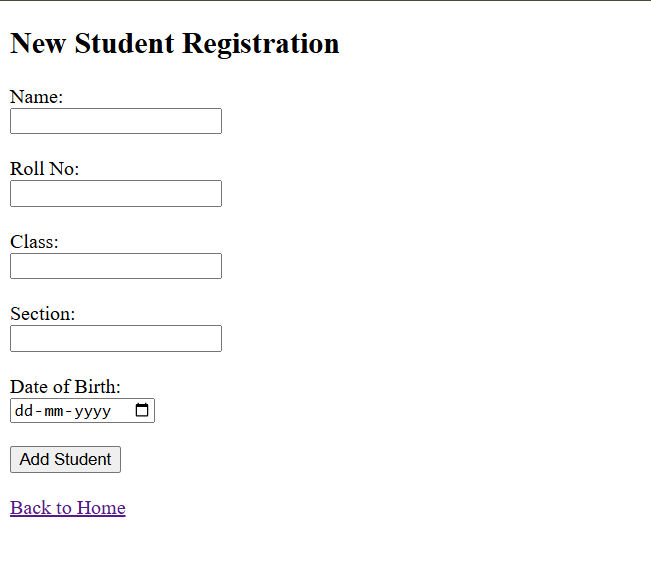 New Student Registration
Name:
Roll No:
Class:
Section:
Date of Birth:
dd-mm-yyyy
Add Student
Back to Home